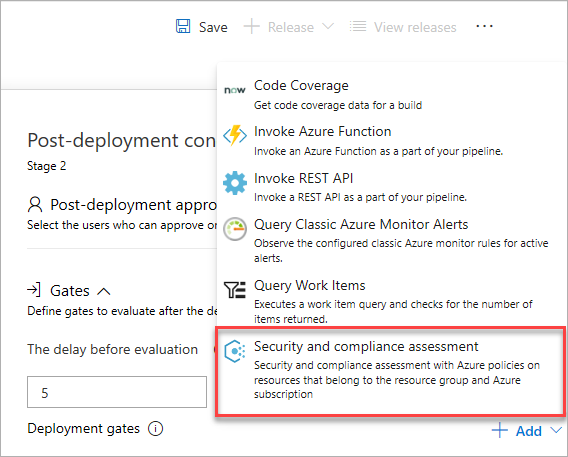 Save
Release
View releases
...
now
Code Coverage
Get code coverage data for a build
Invoke Azure Function
Invoke an Azure Function as a part of your pipeline.
Invoke REST API
Invoke a REST API as a part of your pipeline.
Query Classic Azure Monitor Alerts
Observe the configured classic Azure monitor rules for active
alerts.
Query Work Items
Executes a work item query and checks for the number of
items returned.
Security and compliance assessment
Security and compliance assessment with Azure policies on
resources that belong to the resource group and Azure
subscription
Post-deployment con
Stage 2
Post-deployment appro
Select the users who can approve or
Gates
Define gates to evaluate after the de
The delay before evaluation
5
Deployment gates
Add